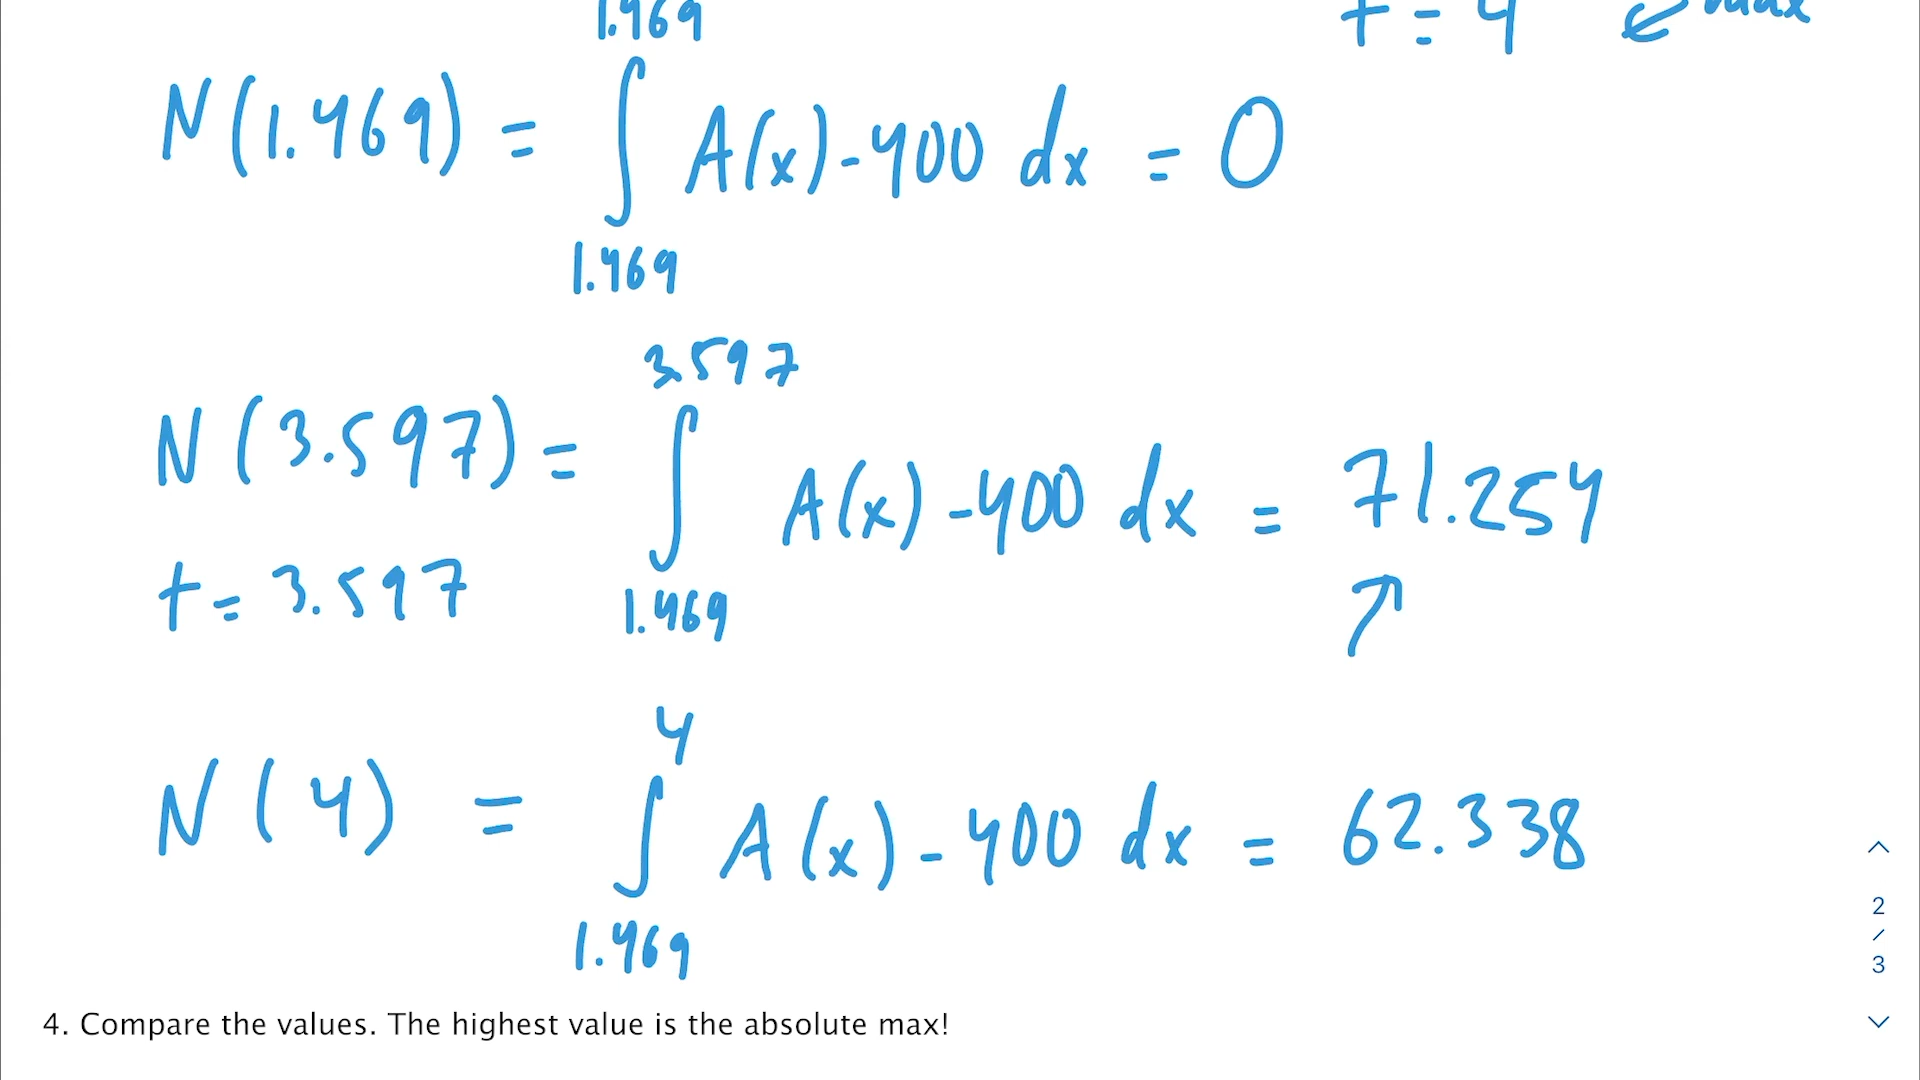 1.469
t = 4 max
N(1.469) = ∫ A(x)-400 dx = 0
1.469
3.597
N(3.597) = ∫ A(x)-400 dx = 71.254
t = 3.597
1.469
4
N(4) = ∫ A(x)-400 dx = 62.338
1.469
4. Compare the values. The highest value is the absolute max!
2
/
3